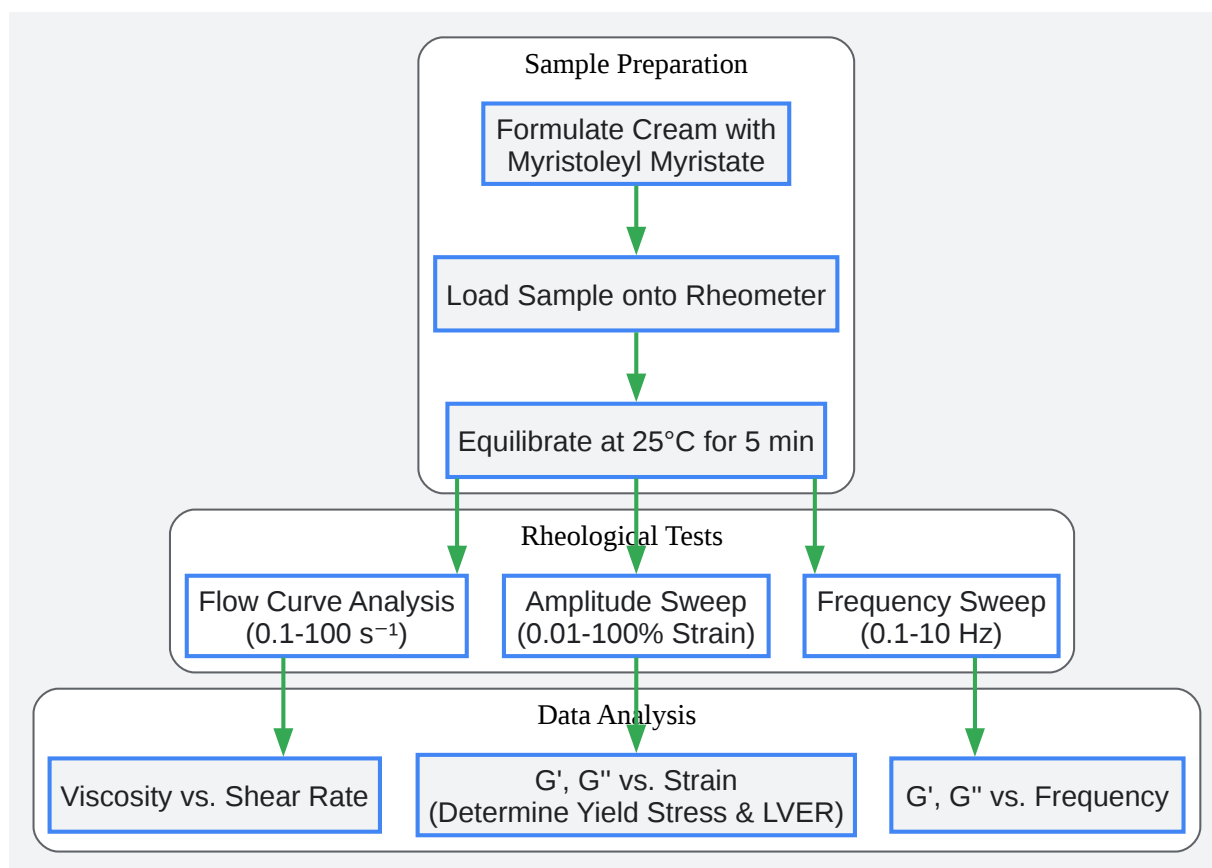 Sample Preparation
Formulate Cream with
Myristoleyl Myristate
Load Sample onto Rheometer
Equilibrate at 25°C for 5 min
Rheological Tests
Flow Curve Analysis
(0.1-100 s⁻¹)
Amplitude Sweep
(0.01-100% Strain)
Frequency Sweep
(0.1-10 Hz)
Data Analysis
Viscosity vs. Shear Rate
G', G'' vs. Strain
(Determine Yield Stress & LVER)
G', G'' vs. Frequency